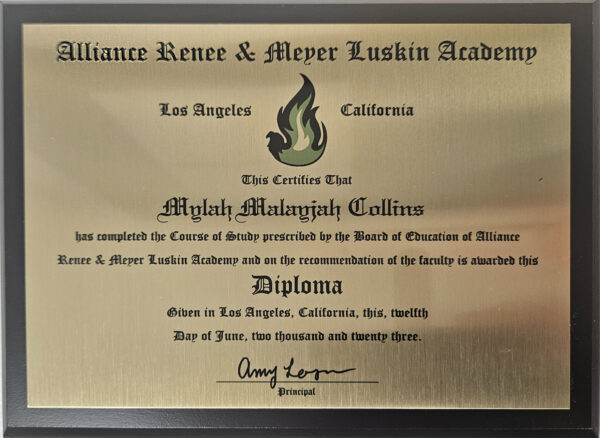 Alliance Renee & Meyer Luskin Academy
Los Angeles California
This Certifies That
Mylah Malayjah Collins
has completed the Course of Study prescribed by the Board of Education of Alliance
Renee & Meyer Luskin Academy and on the recommendation of the faculty is awarded this
Diploma
Given in Los Angeles, California, this, twelfth
Day of June, two thousand and twenty three.
Amy
Principal